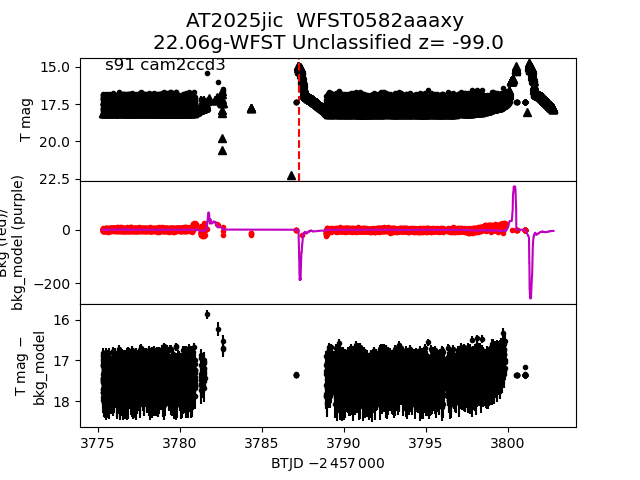 AT2025jic  WFST0582aaaxy
22.06g-WFST Unclassified z= -99.0
s91 cam2ccd3
15.0
17.5
20.0
22.5
T mag
0
−200
Bkg (red)/
bkg_model (purple)
16
17
18
T mag −
bkg_model
3775
3780
3785
3790
3795
3800
BTJD −2 457 000